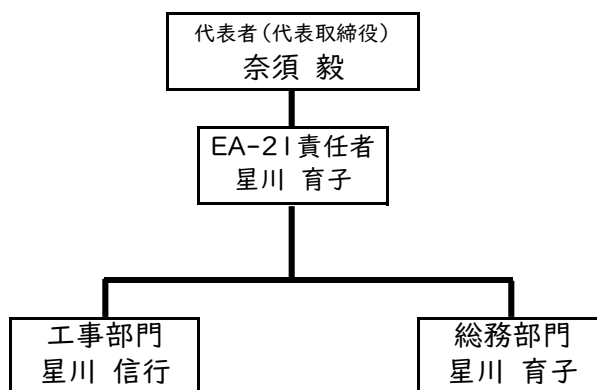 代表者(代表取締役)
奈須 毅
EA-21責任者
星川 育子
工事部門
星川 信行
総務部門
星川 育子